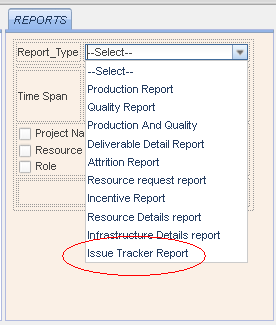 REPORTS
Report_Type
--Select--
--Select--
Production Report
Quality Report
Production And Quality
Deliverable Detail Report
Attrition Report
Resource request report
Incentive Report
Resource Details report
Infrastructure Details report
Issue Tracker Report
Time Span
Project Na
Resource
Role